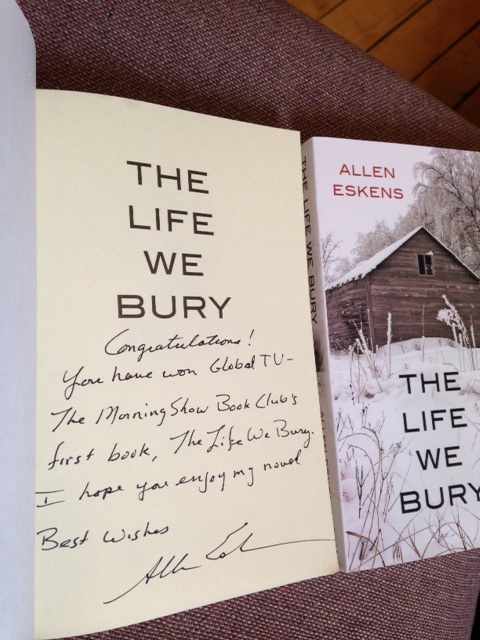 THE
LIFE
WE
BURY
Congratulations!
You have won Global TV-
The Morning Show Book Club's
first book, The Life We Bury.
I hope you enjoy my novel
Best Wishes
Allen Eskens
THE LIFE WE BURY
ALLEN
ESKENS
THE
LIFE
WE
BURY